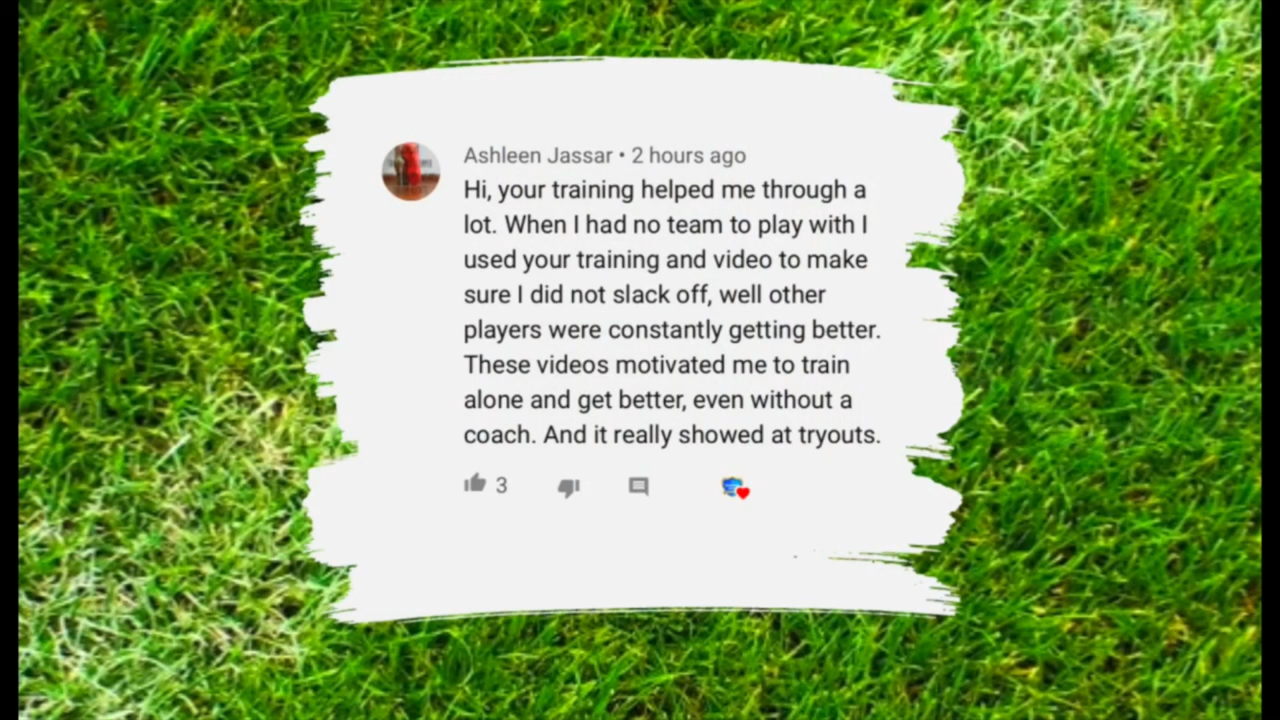 Ashleen Jassar • 2 hours ago
Hi, your training helped me through a
lot. When I had no team to play with I
used your training and video to make
sure I did not slack off, well other
players were constantly getting better.
These videos motivated me to train
alone and get better, even without a
coach. And it really showed at tryouts.
3